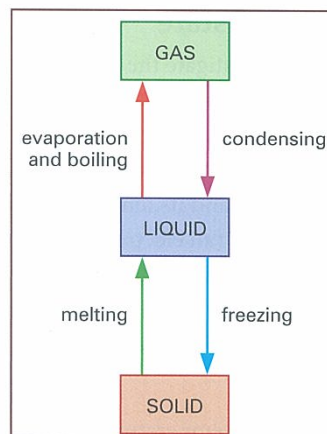 GAS
evaporation
and boiling
condensing
LIQUID
melting
freezing
SOLID